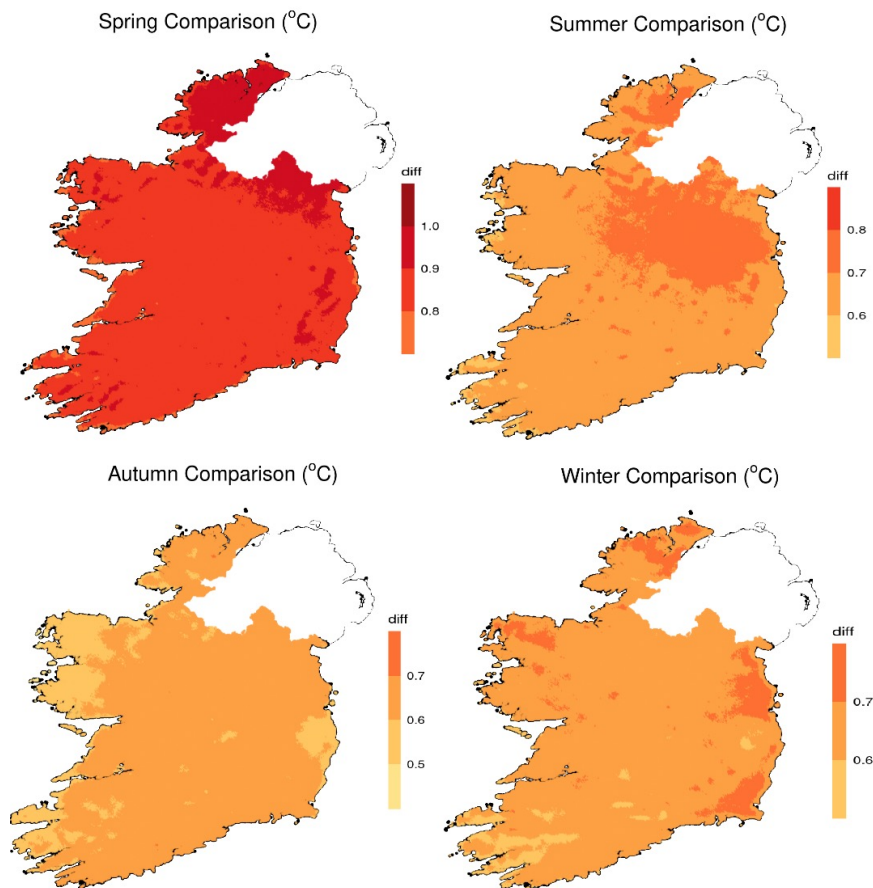 Spring Comparison (°C)
Summer Comparison (°C)
diff
1.0
0.9
0.8
diff
0.8
0.7
0.6
Autumn Comparison (°C)
Winter Comparison (°C)
diff
0.7
0.6
0.5
diff
0.7
0.6